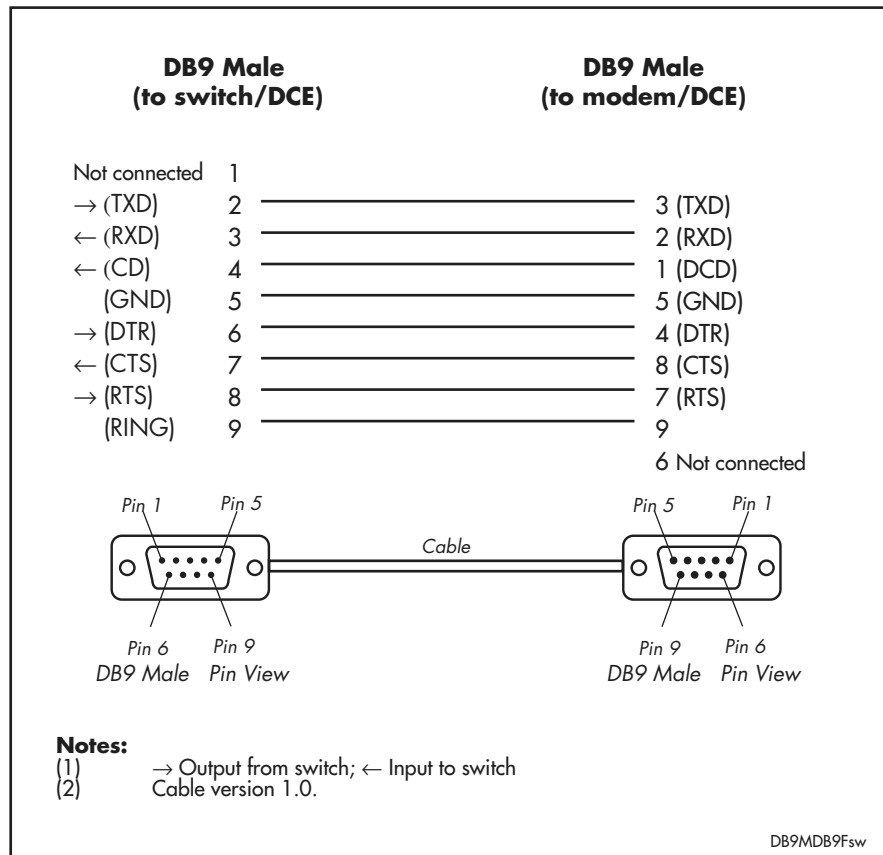 DB9 Male
(to switch/DCE)
DB9 Male
(to modem/DCE)
Not connected 1
→ (TXD) 2 3 (TXD)
← (RXD) 3 2 (RXD)
← (CD) 4 1 (DCD)
(GND) 5 5 (GND)
→ (DTR) 6 4 (DTR)
← (CTS) 7 8 (CTS)
→ (RTS) 8 7 (RTS)
(RING) 9 9
6 Not connected
Pin 1 Pin 5 Pin 5 Pin 1
Cable
Pin 6 Pin 9 Pin 9 Pin 6
DB9 Male Pin View DB9 Male Pin View
Notes:
(1) → Output from switch; ← Input to switch
(2) Cable version 1.0.
DB9MDB9Fsw